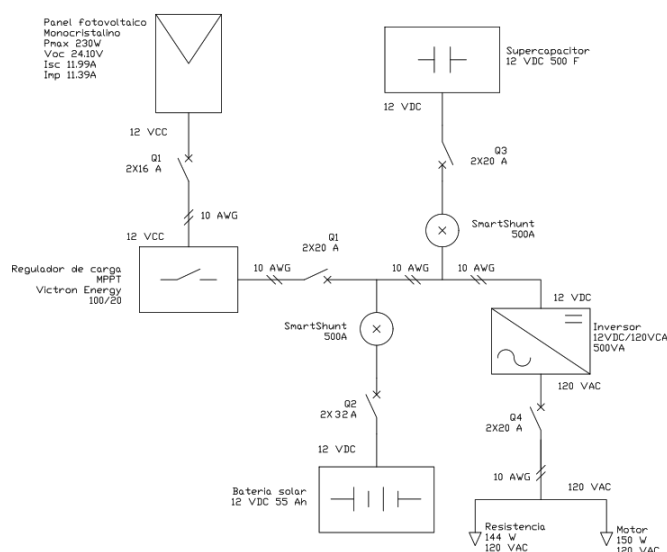 Panel fotovoltaico
Monocristalino
Pmax 230W
Voc 24.10V
Isc 11.99A
Imp 11.39A
Supercapacitor
12 VDC 500 F
12 VDC
12 VCC
Q1
2X16 A
Q3
2X20 A
10 AWG
SmartShunt
500A
12 VCC
Q1
2X20 A
Regulador de carga
MPPT
Victron Energy
100/20
10 AWG
10 AWG
10 AWG
12 VDC
SmartShunt
500A
Inversor
12VDC/120VCA
500VA
120 VAC
Q2
2X32A
Q4
2X20 A
12 VDC
10 AWG
120 VAC
Bateria solar
12 VDC 55 Ah
Resistencia
144 W
120 VAC
Motor
150 W
120 VAC